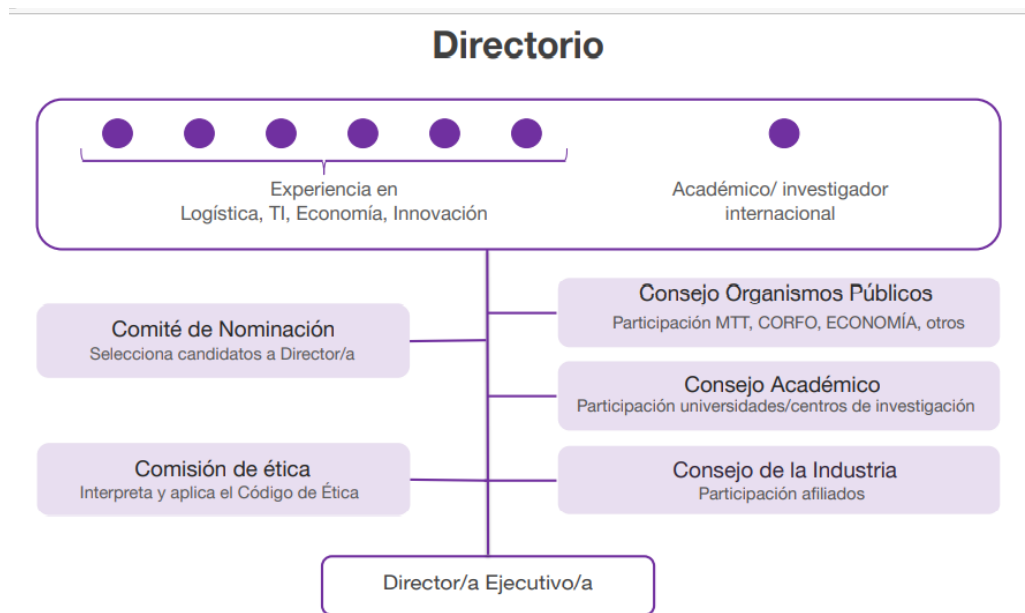 Directorio
Experiencia en
Logística, TI, Economía, Innovación
Académico/ investigador
internacional
Comité de Nominación
Selecciona candidatos a Director/a
Consejo Organismos Públicos
Participación MTT, CORFO, ECONOMÍA, otros
Consejo Académico
Participación universidades/centros de investigación
Comisión de ética
Interpreta y aplica el Código de Ética
Consejo de la Industria
Participación afiliados
Director/a Ejecutivo/a